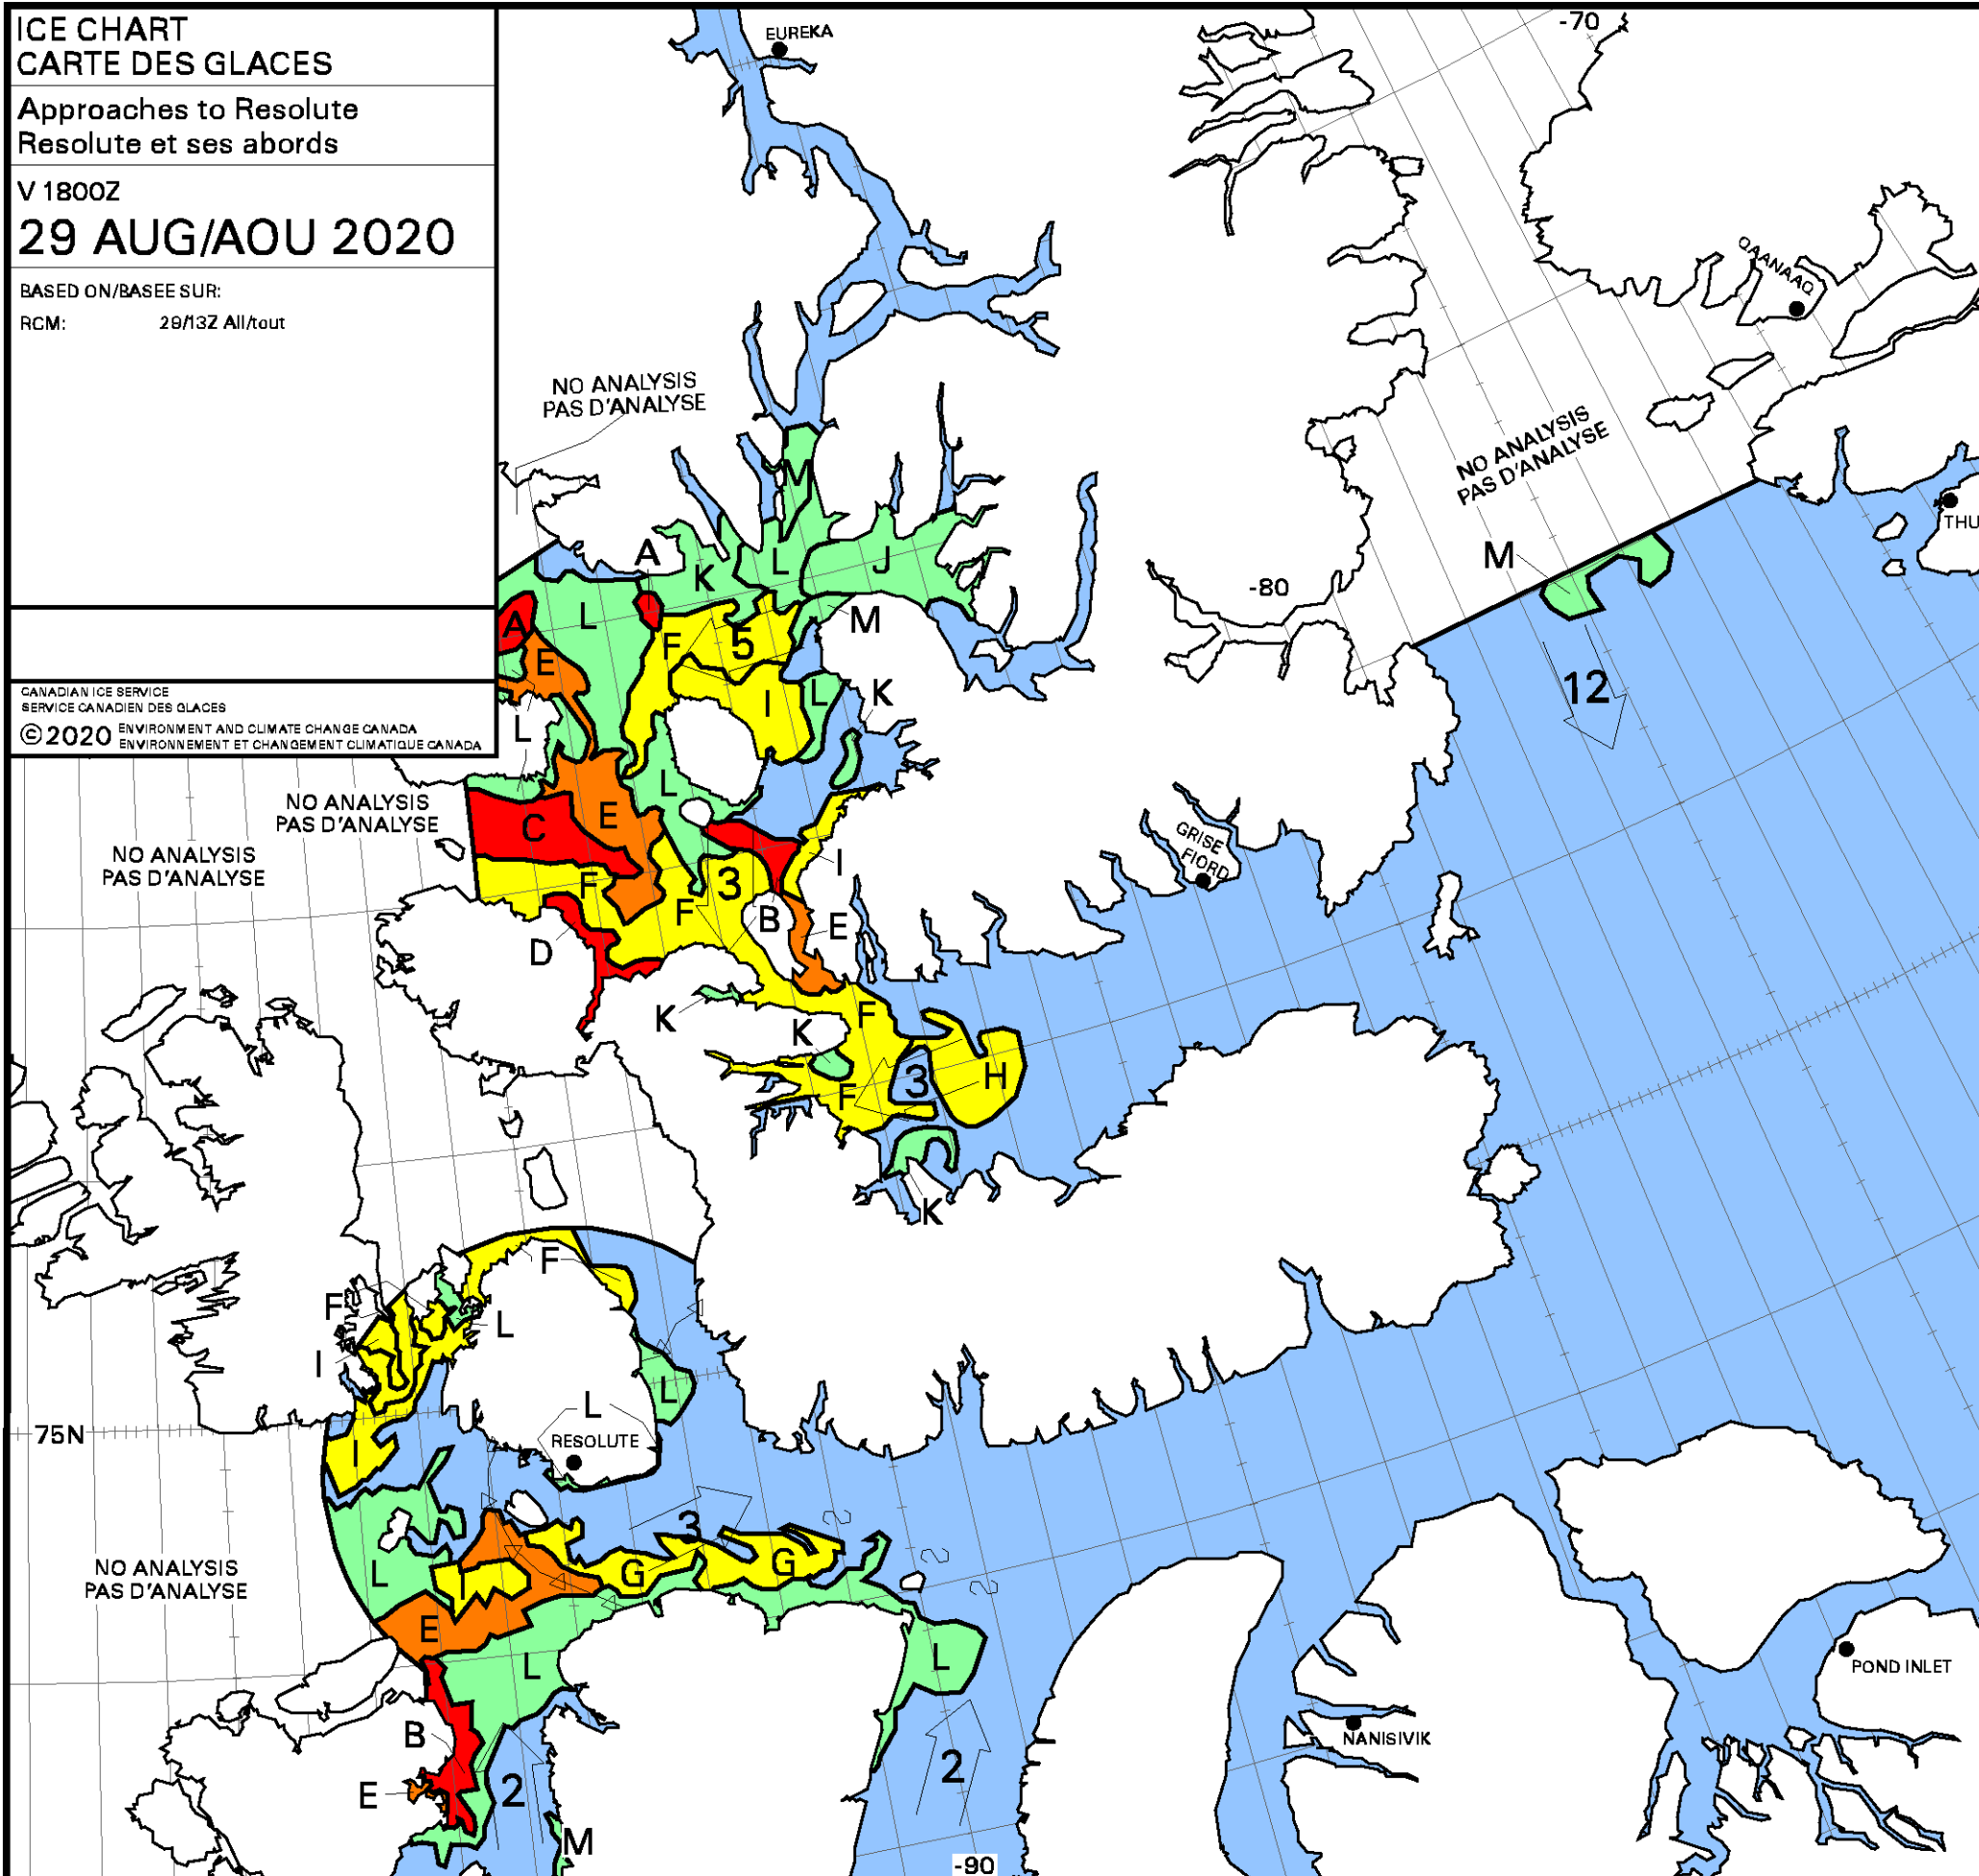 ICE CHART
CARTE DES GLACES
Approaches to Resolute
Resolute et ses abords
V 1800Z
29 AUG/AOU 2020
BASED ON/BASEE SUR:
RCM: 29/13Z All/tout
CANADIAN ICE SERVICE
SERVICE CANADIEN DES GLACES
©2020 ENVIRONMENT AND CLIMATE CHANGE CANADA
ENVIRONNEMENT ET CHANGEMENT CLIMATIQUE CANADA
EUREKA
-70
QAANAAQ
NO ANALYSIS
PAS D'ANALYSE
NO ANALYSIS
PAS D'ANALYSE
M
THU
A
K
L
J
M
-80
M
A
L
F
5
E
I
L
K
12
L
L
NO ANALYSIS
PAS D'ANALYSE
NO ANALYSIS
PAS D'ANALYSE
C
E
GRISE
FIORD
I
F
3
F
B
E
D
K
K
F
3
H
F
K
F
F
L
I
L
L
RESOLUTE
75N
I
3
NO ANALYSIS
PAS D'ANALYSE
L
I
G
G
E
L
L
POND INLET
B
NANISIVIK
E
2
2
M
-90